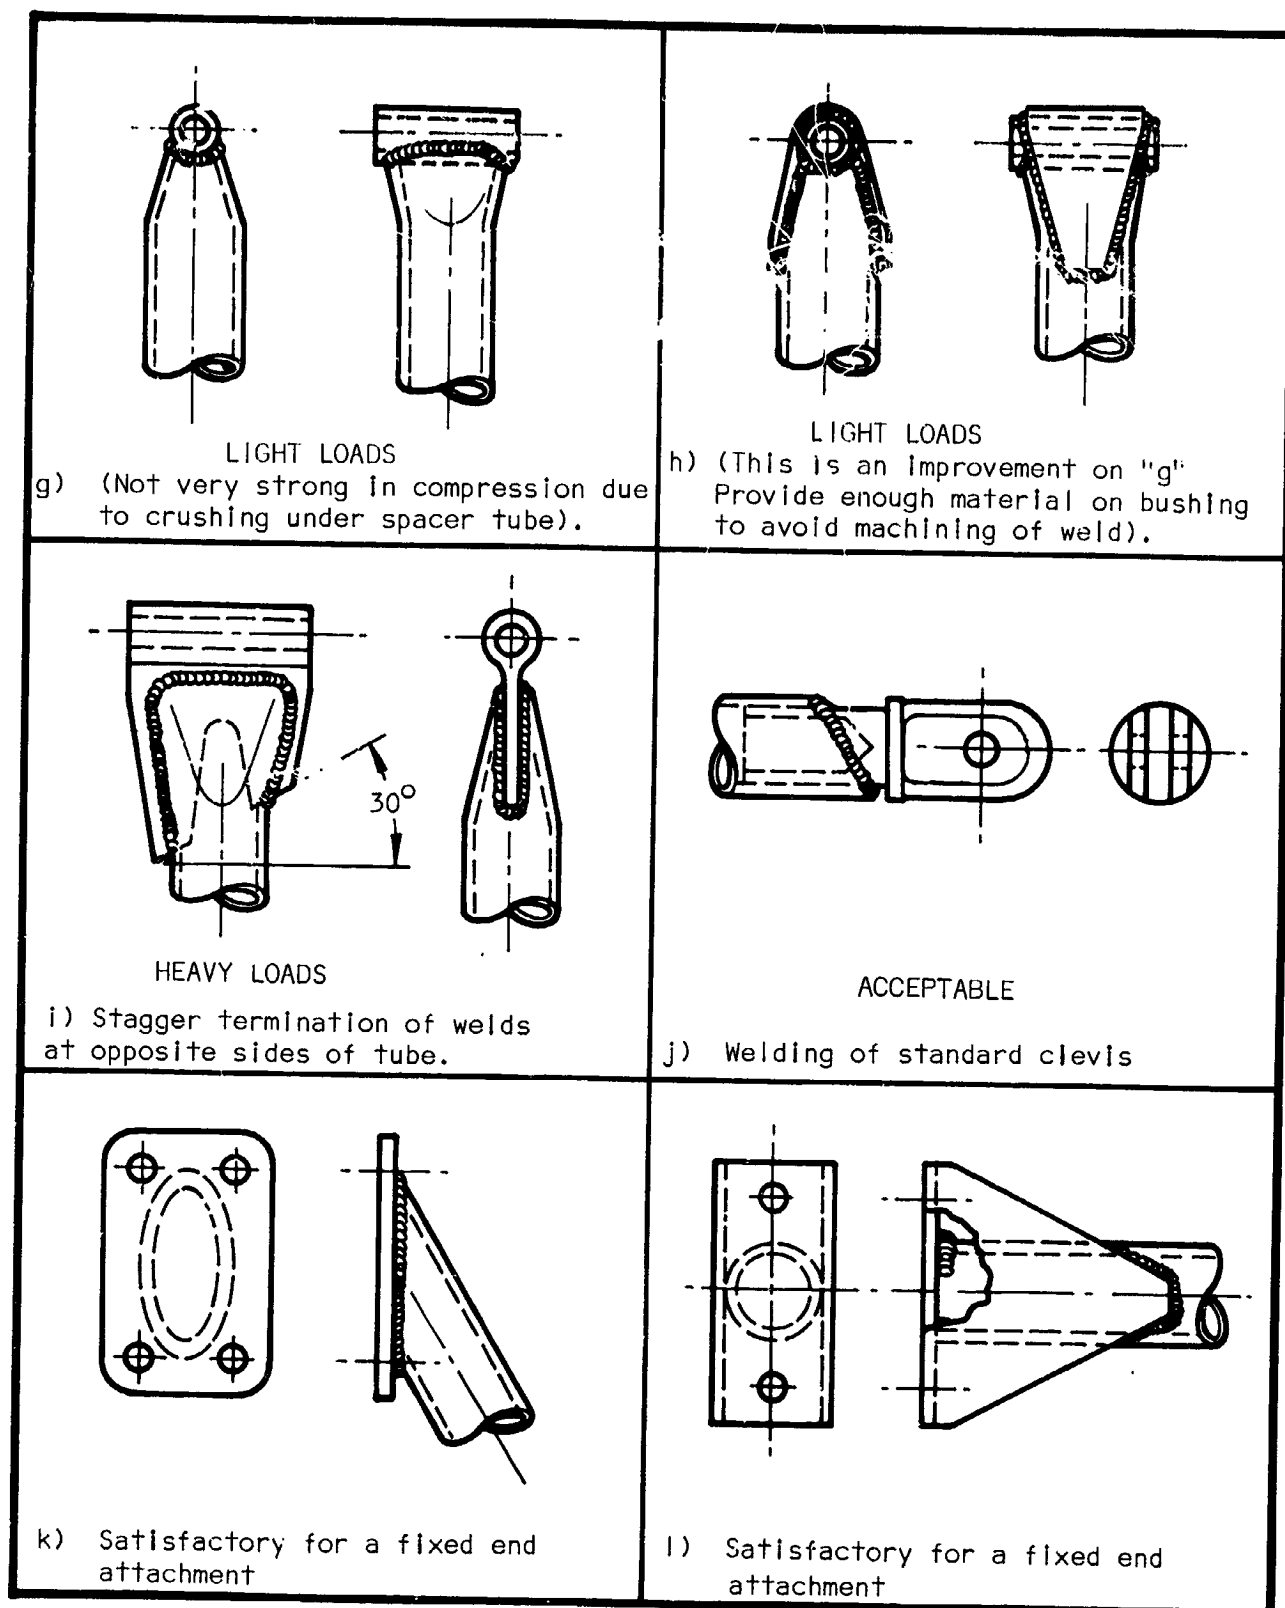 LIGHT LOADS
g) (Not very strong in compression due
to crushing under spacer tube).
LIGHT LOADS
h) (This is an improvement on "g"
Provide enough material on bushing
to avoid machining of weld).
30°
HEAVY LOADS
i) Stagger termination of welds
at opposite sides of tube.
ACCEPTABLE
j) Welding of standard clevis
k) Satisfactory for a fixed end
attachment
l) Satisfactory for a fixed end
attachment